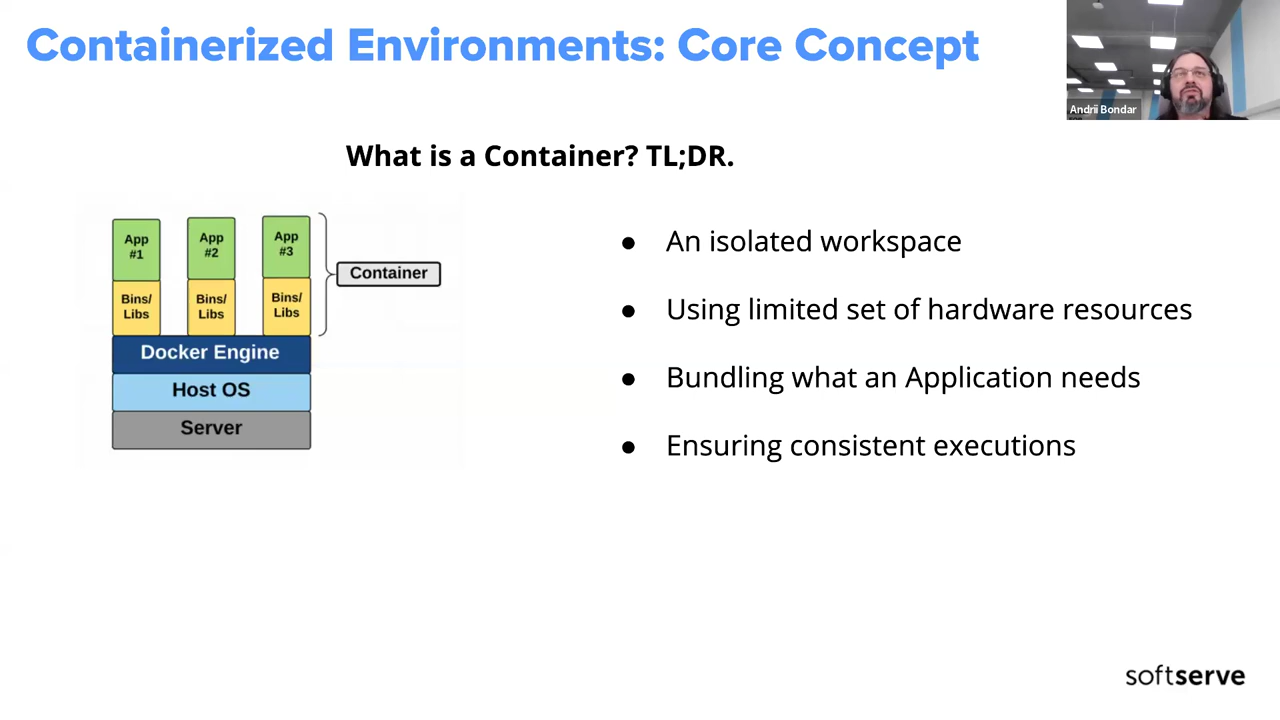 Containerized Environments: Core Concept
Andrii Bondar
What is a Container? TL;DR.
App
#1
App
#2
App
#3
Bins/
Libs
Bins/
Libs
Bins/
Libs
Container
Docker Engine
Host OS
Server
● An isolated workspace
● Using limited set of hardware resources
● Bundling what an Application needs
● Ensuring consistent executions
softserve